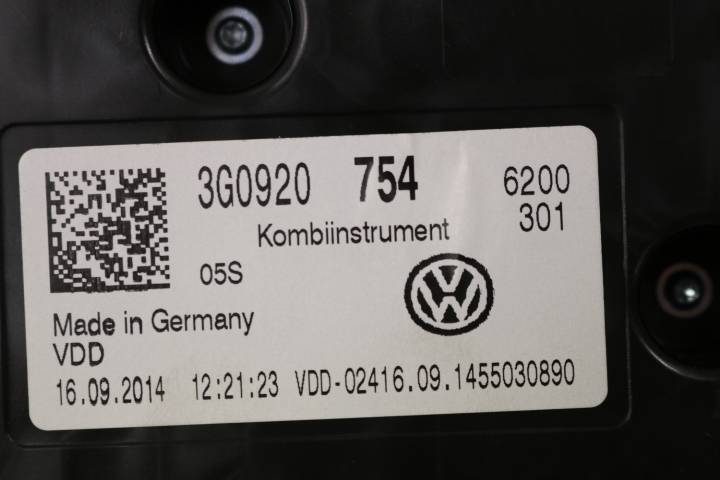 3G0920 754 6200
301
Kombiinstrument
05S
Made in Germany
VDD
16.09.2014 12:21:23 VDD-02416.09.1455030890